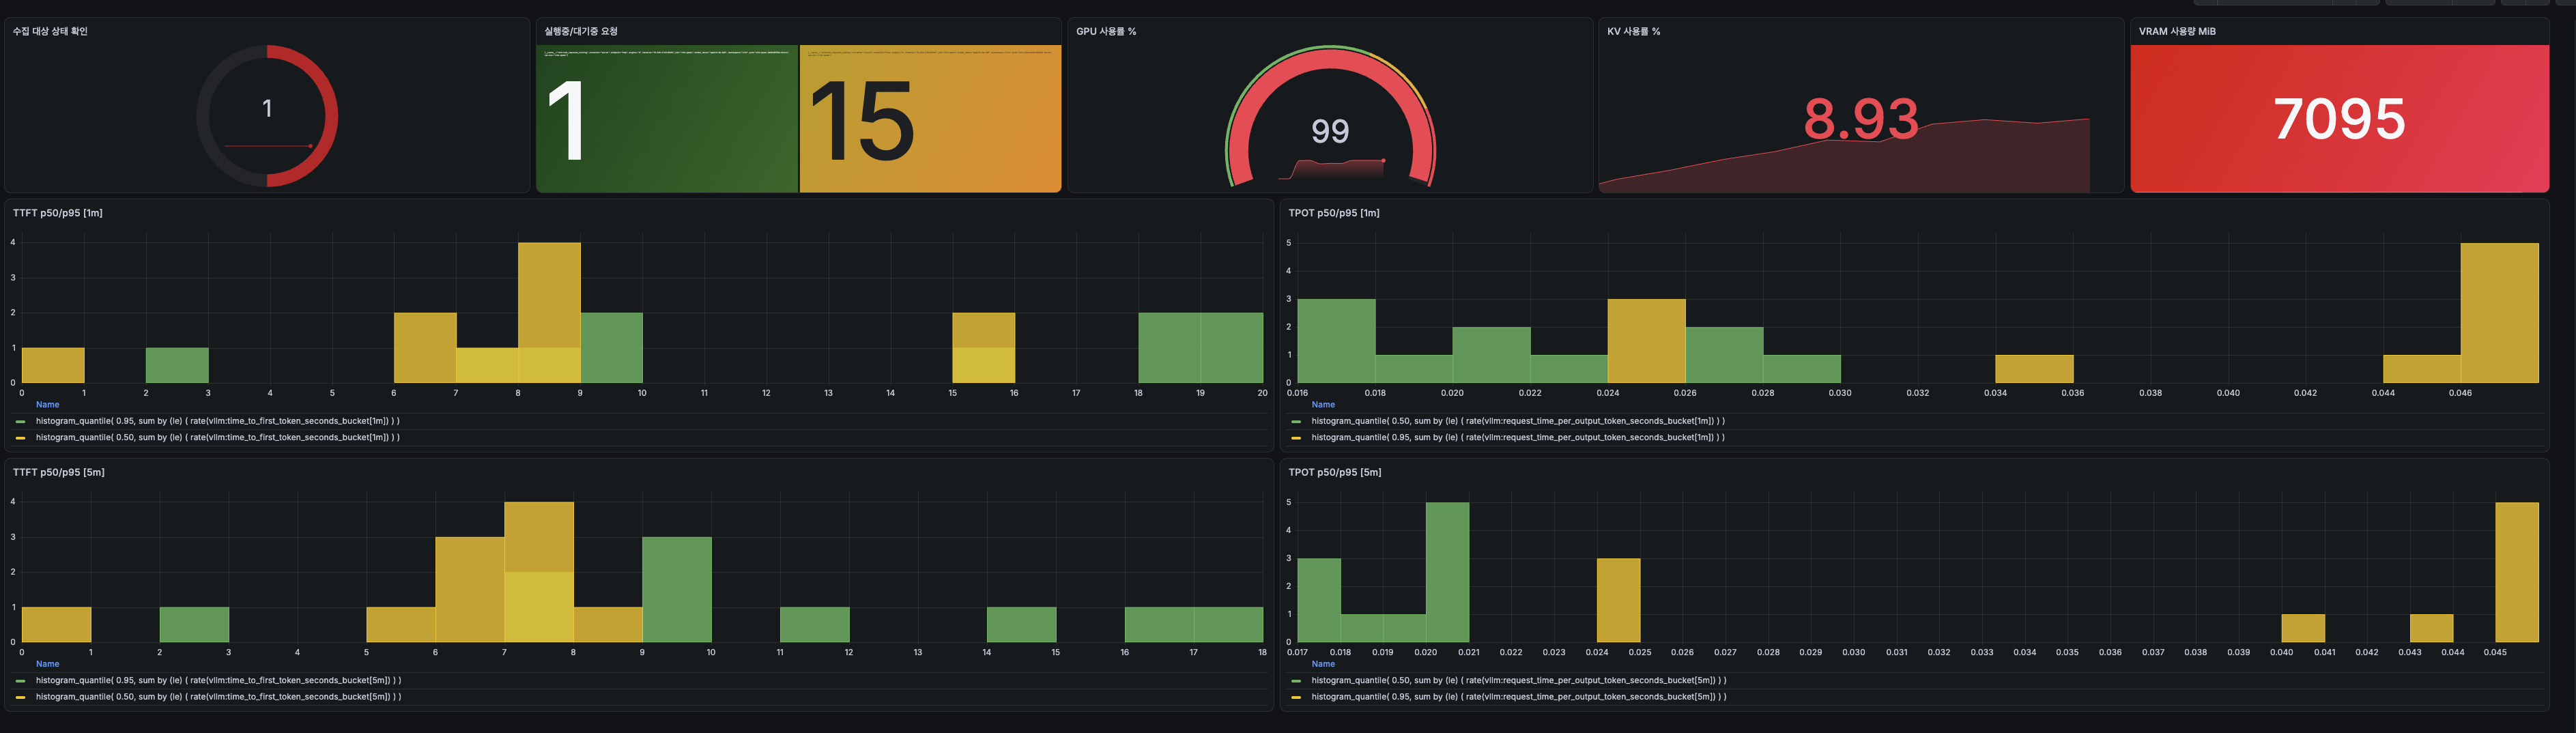 수집 대상 상태 확인
1
실행중/대기중 요청
1
15
GPU 사용률 %
99
KV 사용률 %
8.93
VRAM 사용량 MiB
7095
TTFT p50/p95 [1m]
4
3
2
1
0
0 1 2 3 4 5 6 7 8 9 10 11 12 13 14 15 16 17 18 19 20
Name
histogram_quantile( 0.95, sum by (le) ( rate(vllm:time_to_first_token_seconds_bucket[1m]) ) )
histogram_quantile( 0.50, sum by (le) ( rate(vllm:time_to_first_token_seconds_bucket[1m]) ) )
TPOT p50/p95 [1m]
5
4
3
2
1
0
0.016 0.018 0.020 0.022 0.024 0.026 0.028 0.030 0.032 0.034 0.036 0.038 0.040 0.042 0.044 0.046
Name
histogram_quantile( 0.50, sum by (le) ( rate(vllm:request_time_per_output_token_seconds_bucket[1m]) ) )
histogram_quantile( 0.95, sum by (le) ( rate(vllm:request_time_per_output_token_seconds_bucket[1m]) ) )
TTFT p50/p95 [5m]
4
3
2
1
0
0 1 2 3 4 5 6 7 8 9 10 11 12 13 14 15 16 17 18
Name
histogram_quantile( 0.95, sum by (le) ( rate(vllm:time_to_first_token_seconds_bucket[5m]) ) )
histogram_quantile( 0.50, sum by (le) ( rate(vllm:time_to_first_token_seconds_bucket[5m]) ) )
TPOT p50/p95 [5m]
5
4
3
2
1
0
0.017 0.018 0.019 0.020 0.021 0.022 0.023 0.024 0.025 0.026 0.027 0.028 0.029 0.030 0.031 0.032 0.033 0.034 0.035 0.036 0.037 0.038 0.039 0.040 0.041 0.042 0.043 0.044 0.045
Name
histogram_quantile( 0.50, sum by (le) ( rate(vllm:request_time_per_output_token_seconds_bucket[5m]) ) )
histogram_quantile( 0.95, sum by (le) ( rate(vllm:request_time_per_output_token_seconds_bucket[5m]) ) )